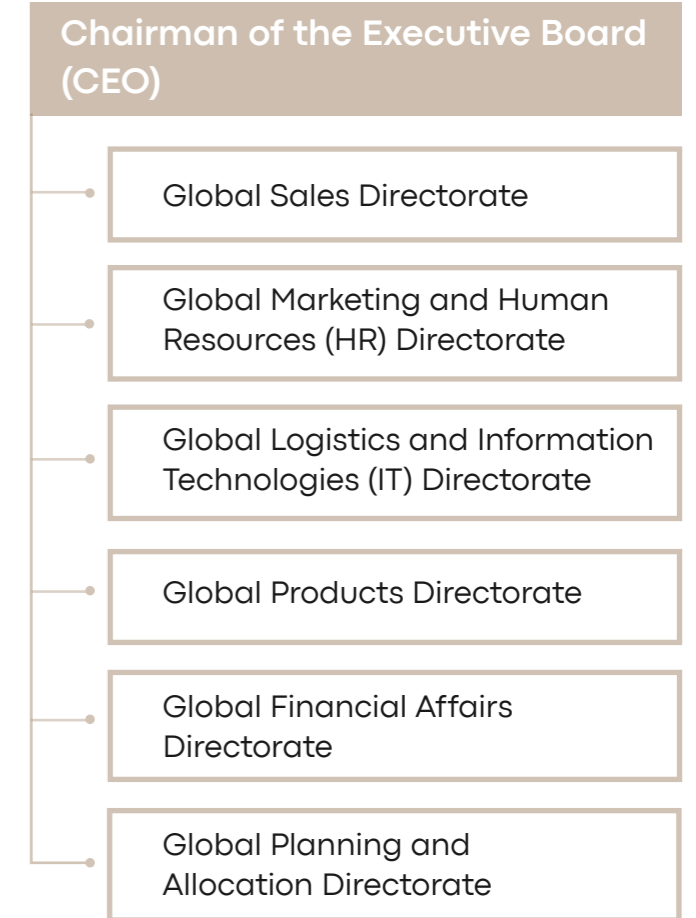 Chairman of the Executive Board
(CEO)
Global Sales Directorate
Global Marketing and Human
Resources (HR) Directorate
Global Logistics and Information
Technologies (IT) Directorate
Global Products Directorate
Global Financial Affairs
Directorate
Global Planning and
Allocation Directorate